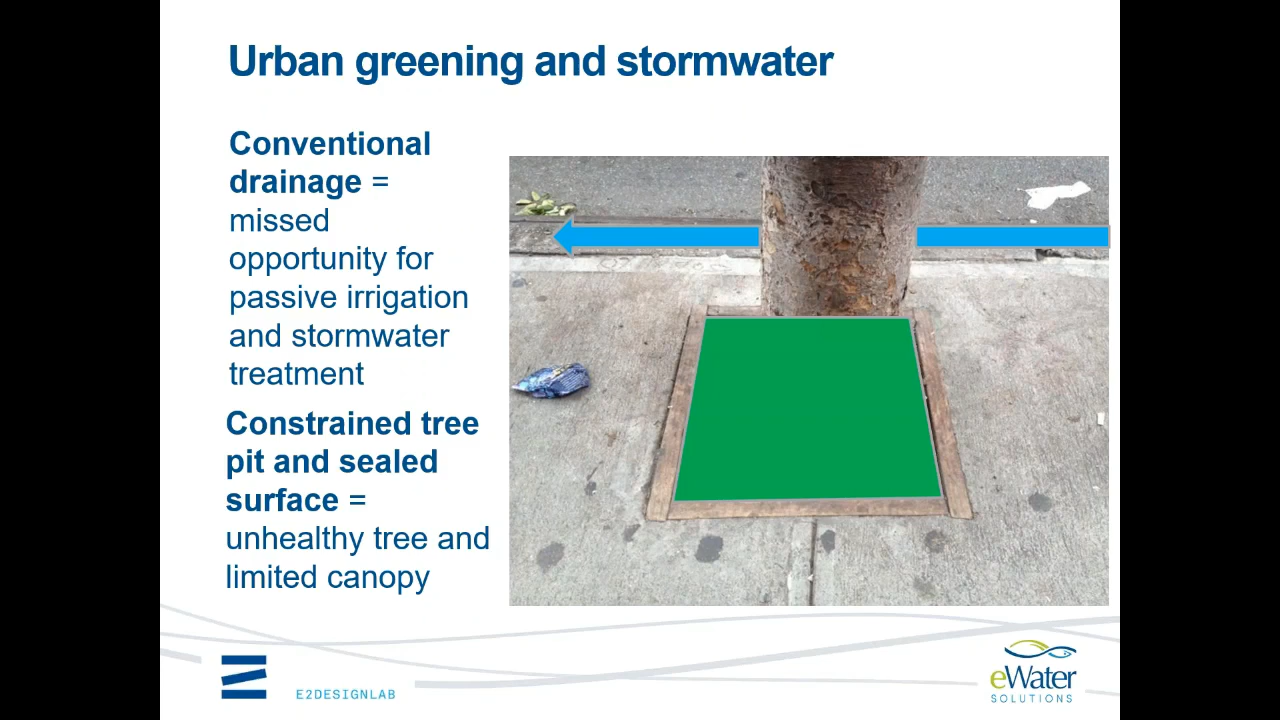 Urban greening and stormwater
Conventional
drainage =
missed
opportunity for
passive irrigation
and stormwater
treatment
Constrained tree
pit and sealed
surface =
unhealthy tree and
limited canopy
E2DESIGNLAB
eWater
SOLUTIONS